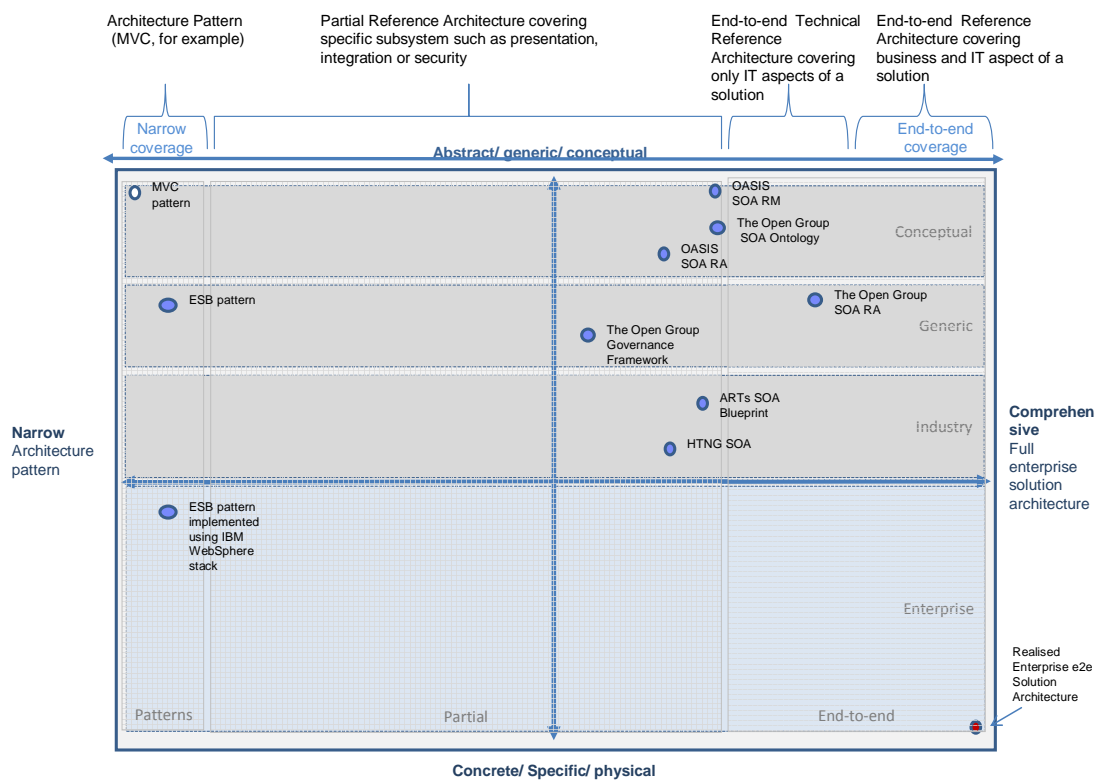 Architecture Pattern
(MVC, for example)
Partial Reference Architecture covering
specific subsystem such as presentation,
integration or security
End-to-end Technical
Reference
Architecture covering
only IT aspects of a
solution
End-to-end Reference
Architecture covering
business and IT aspect of a
solution
Narrow
coverage
End-to-end
coverage
Abstract/ generic/ conceptual
MVC
pattern
OASIS
SOA RM
The Open Group
SOA Ontology
OASIS
SOA RA
Conceptual
ESB pattern
The Open Group
SOA RA
The Open Group
Governance
Framework
Generic
ARTs SOA
Blueprint
HTNG SOA
Industry
Narrow
Architecture
pattern
Comprehen
sive
Full
enterprise
solution
architecture
ESB pattern
implemented
using IBM
WebSphere
stack
Enterprise
Realised
Enterprise e2e
Solution
Architecture
Patterns
Partial
End-to-end
Concrete/ Specific/ physical